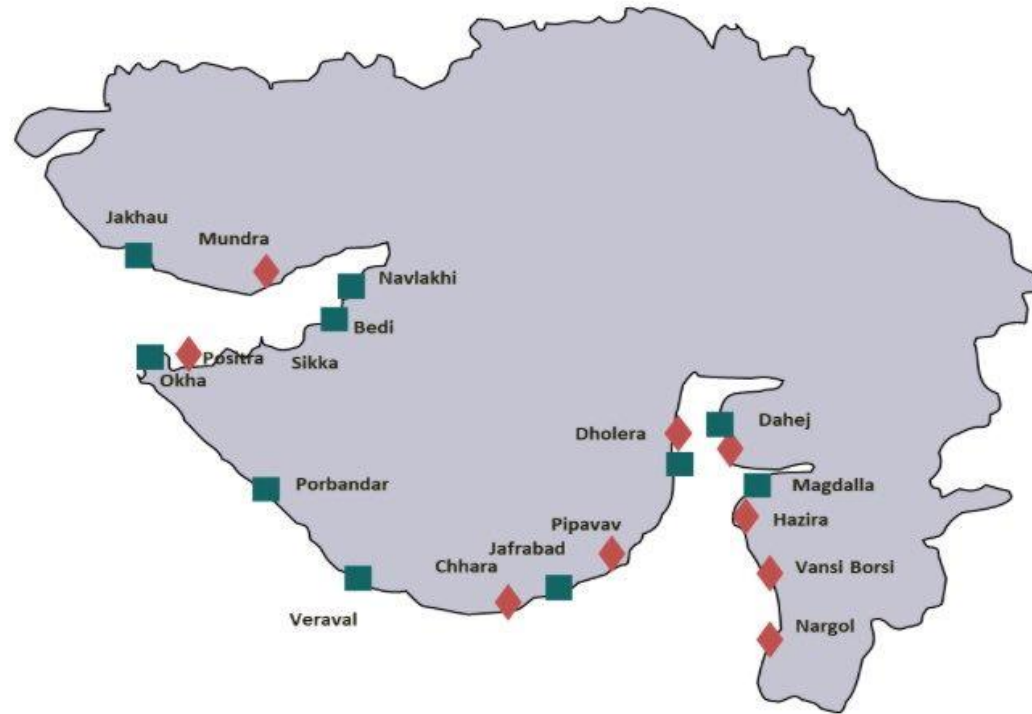 Jakhau
Mundra
Navlakhi
Bedi
Positra
Sikka
Okha
Dahej
Dholera
Porbandar
Magdalla
Hazira
Pipavav
Jafrabad
Chhara
Vansi Borsi
Veraval
Nargol